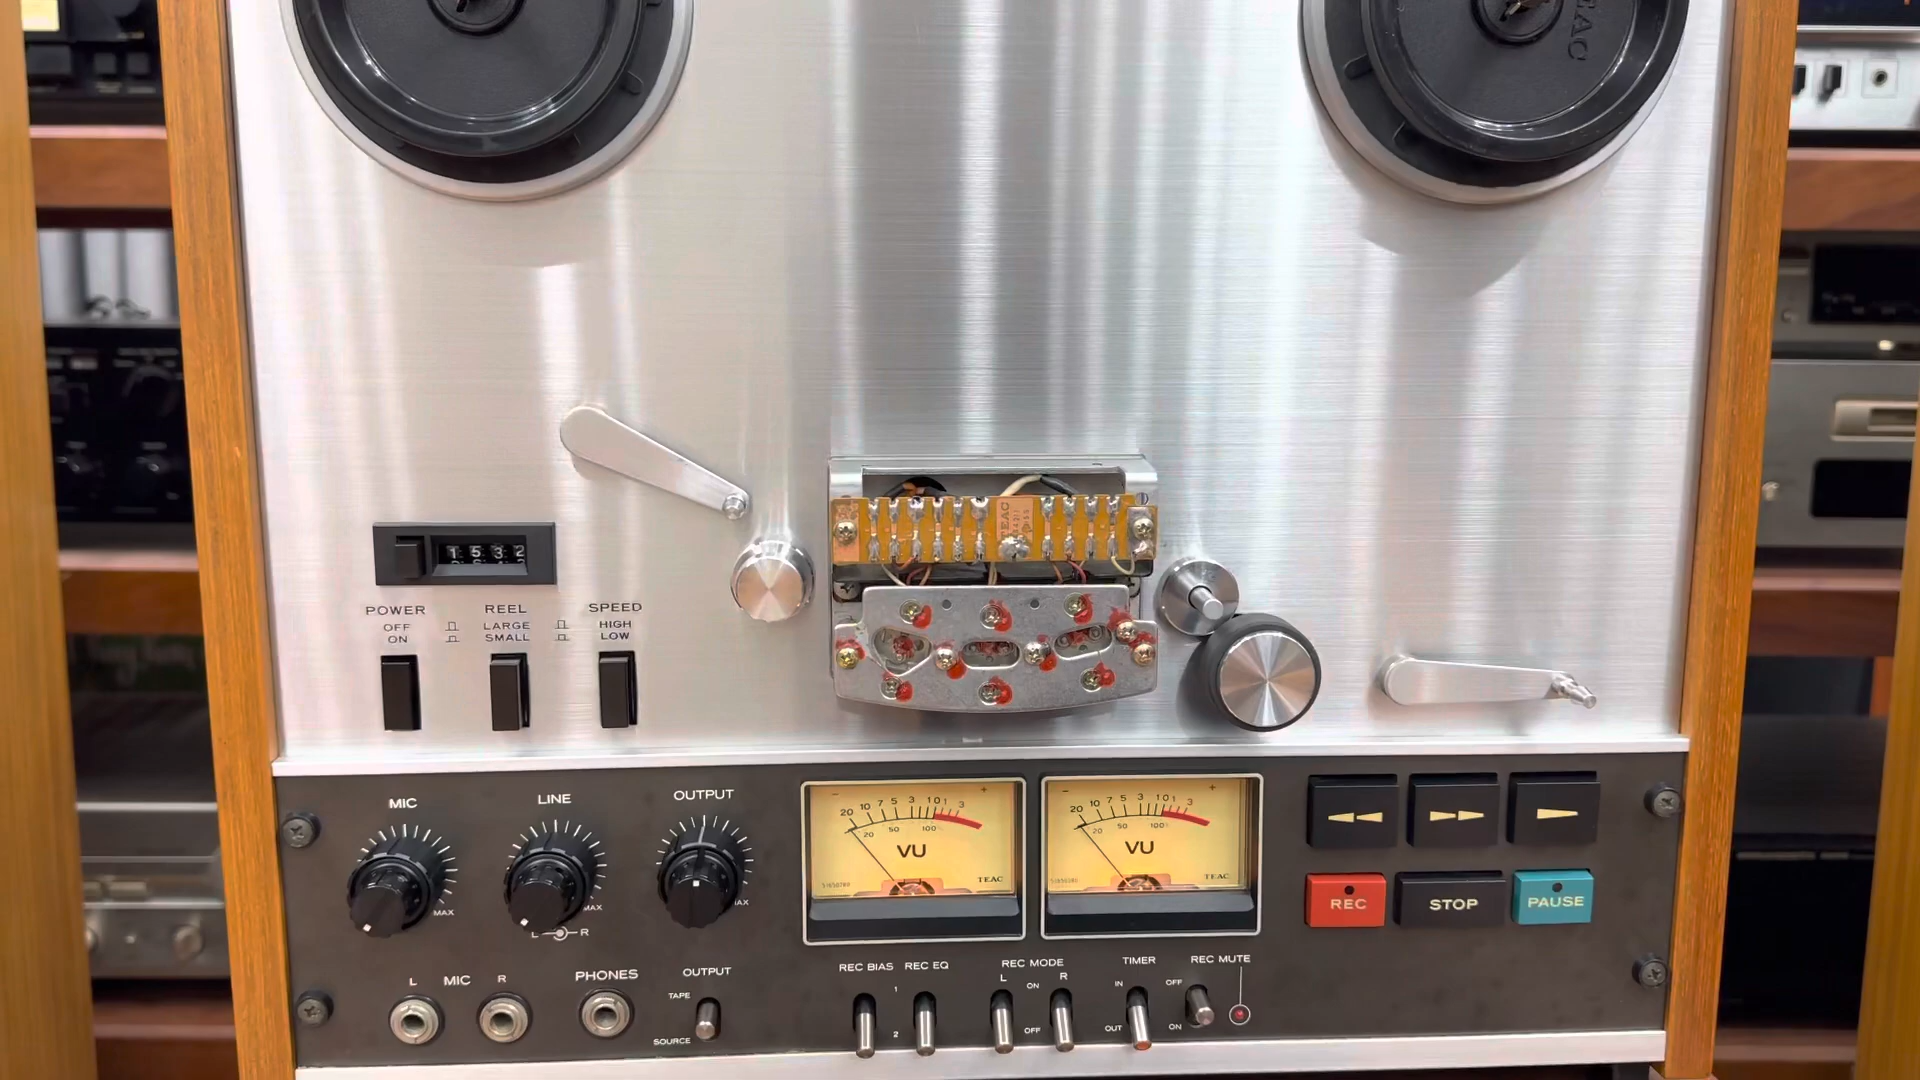 TEAC
TEAC
1 5 3 2
POWER
OFF
ON
REEL
LARGE
SMALL
SPEED
HIGH
LOW
MIC
MAX
LINE
MAX
L R
OUTPUT
- +
20 10 7 5 3 1 0 1 3
20 50 100
VU
TEAC
- +
20 10 7 5 3 1 0 1 3
20 50 100
VU
TEAC
REC
STOP
PAUSE
L MIC R
PHONES
OUTPUT
TAPE
SOURCE
REC BIAS
REC EQ
1
2
REC MODE
L R
ON
OFF
TIMER
IN
OUT
REC MUTE
OFF
ON